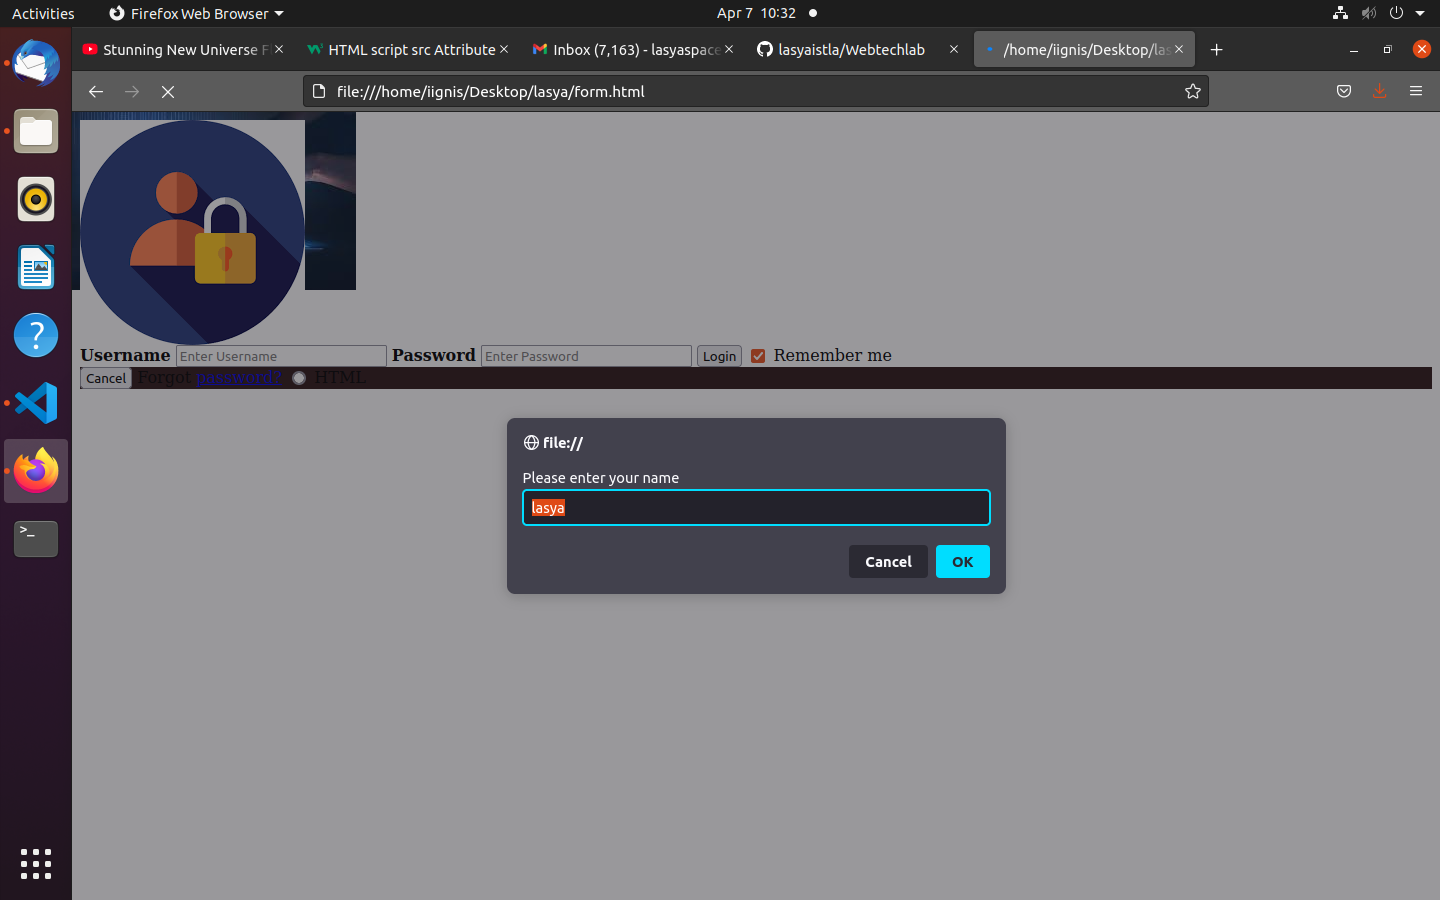 Activities Firefox Web Browser Apr 7 10:32
Stunning New Universe F HTML script src Attribute Inbox (7,163) - lasyaspace lasyaistla/Webtechlab /home/iignis/Desktop/las
file:///home/iignis/Desktop/lasya/form.html
Username Enter Username Password Enter Password Login Remember me
Cancel Forgot password? HTML
file://
Please enter your name
lasya
Cancel OK